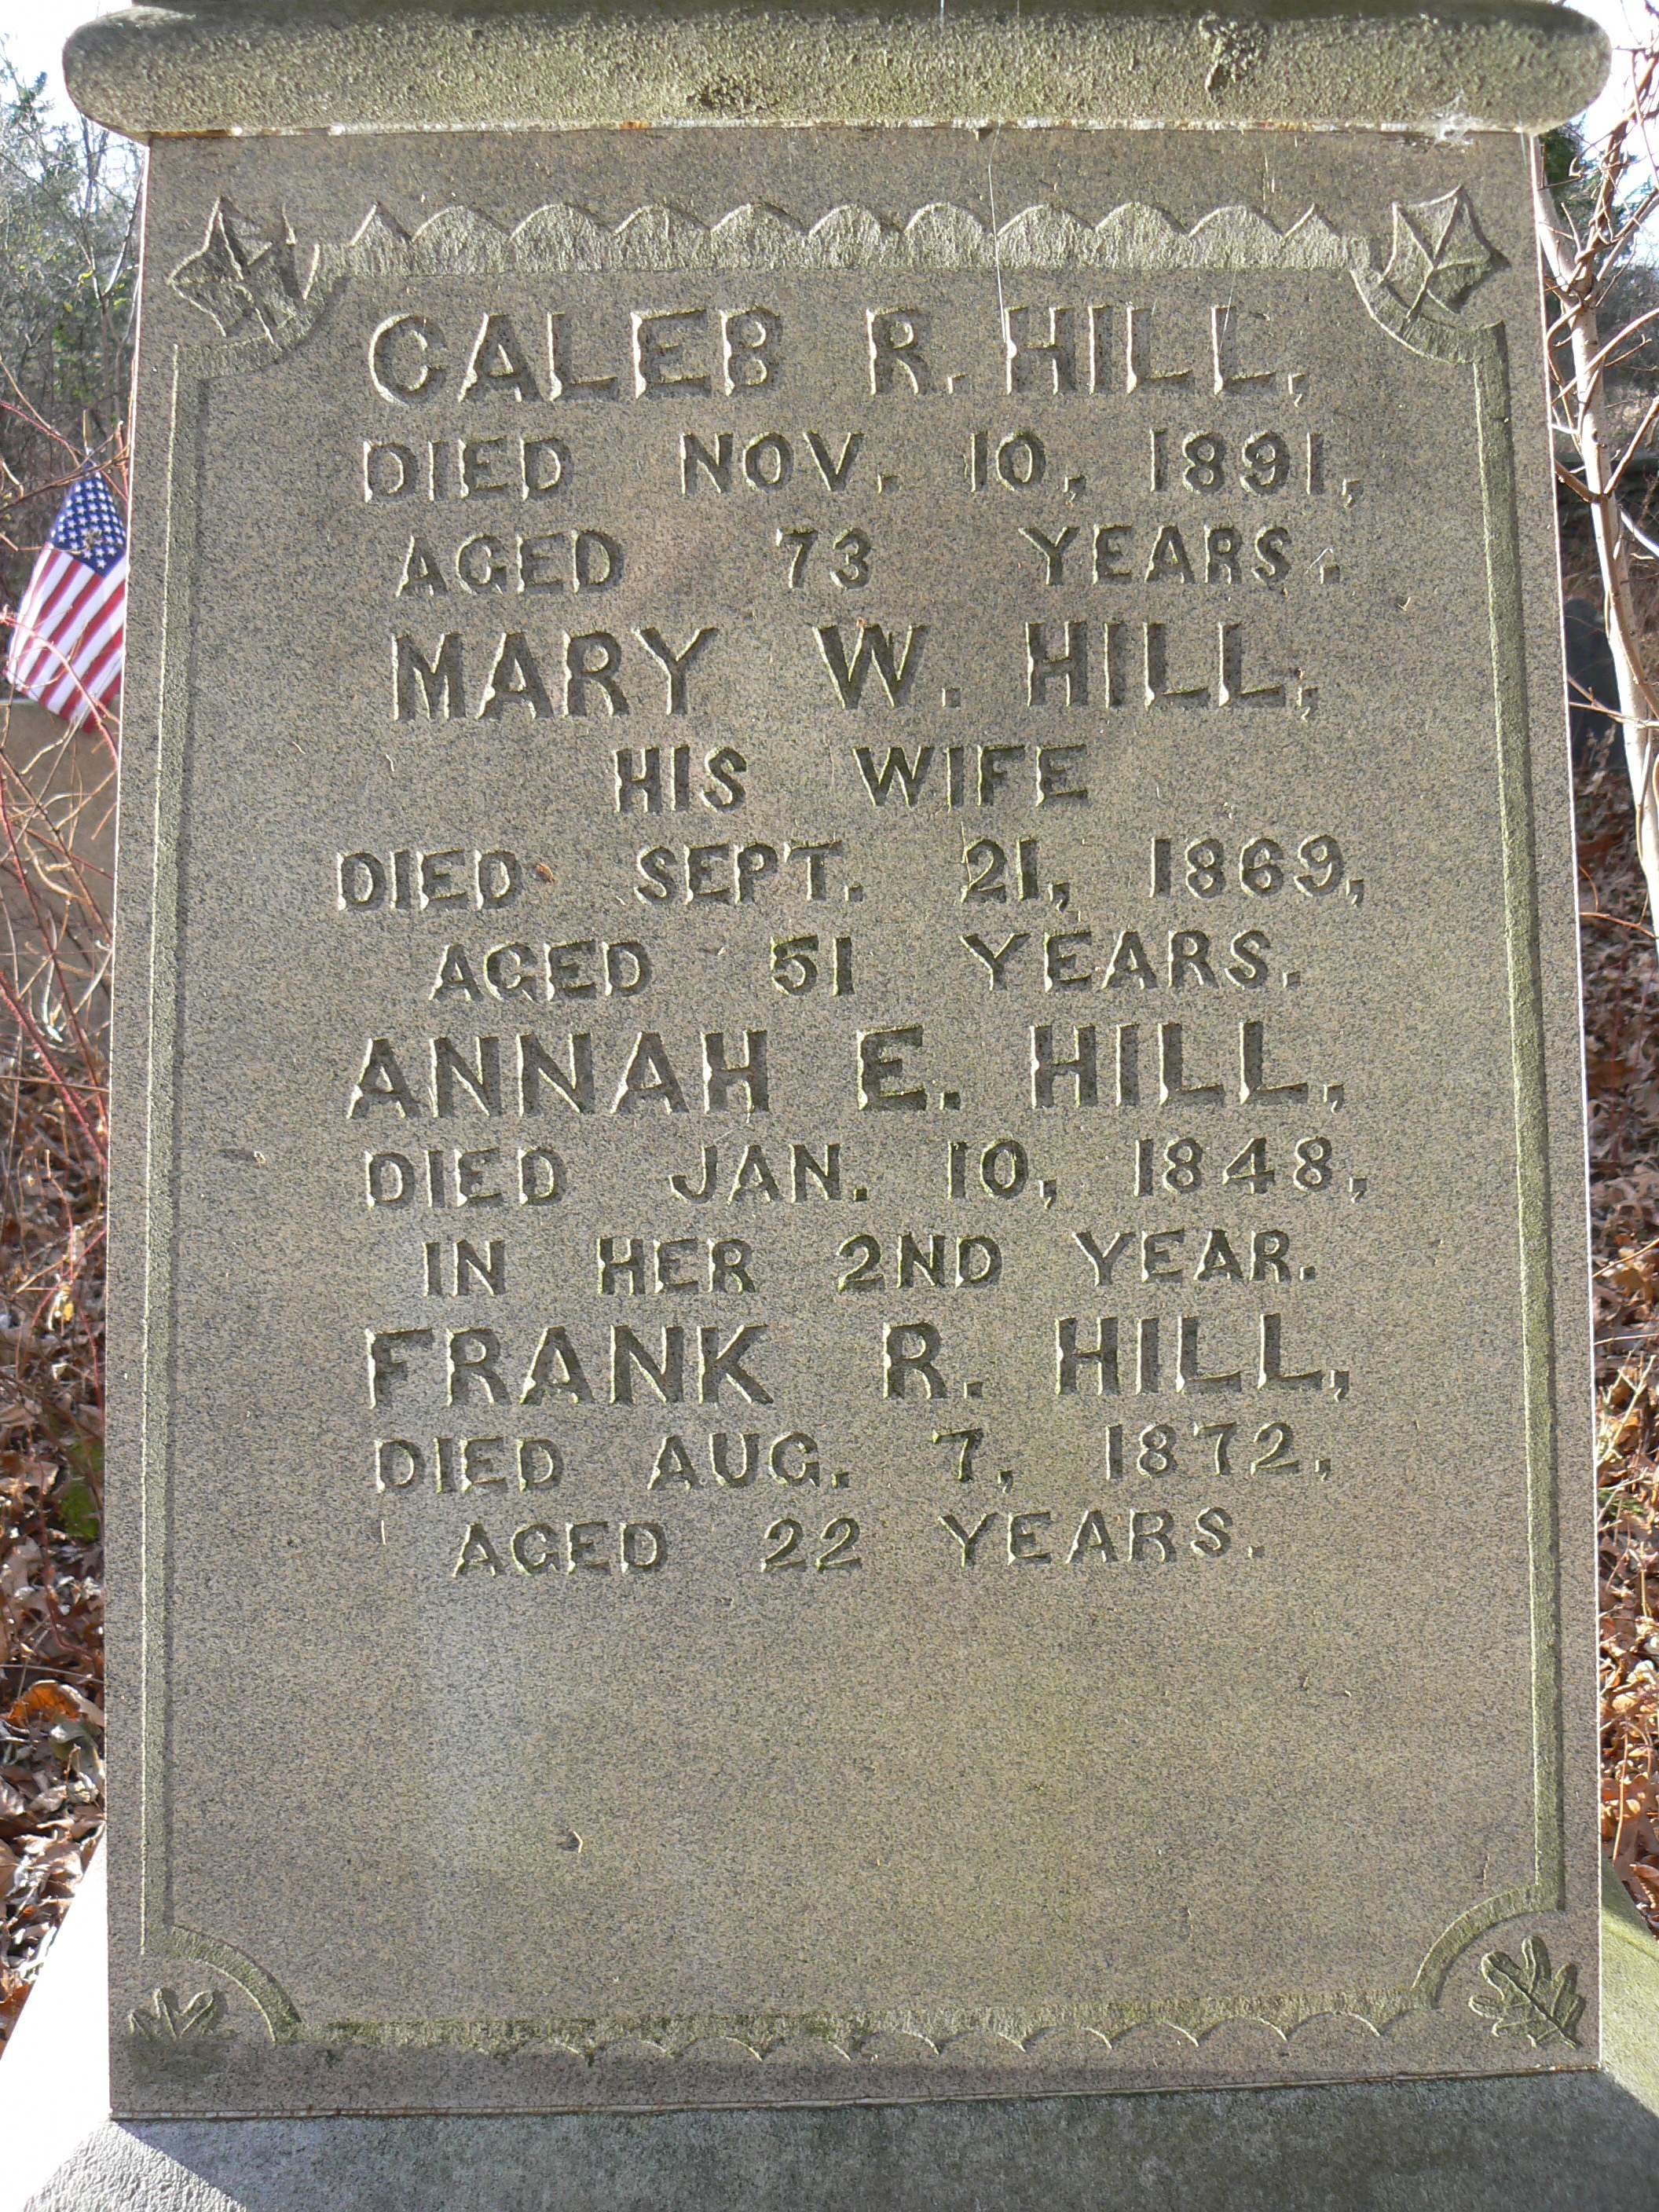 CALEB R. HILL,
DIED NOV. 10, 1891,
AGED 73 YEARS.
MARY W. HILL,
HIS WIFE
DIED SEPT. 21, 1869,
AGED 51 YEARS.
ANNAH E. HILL,
DIED JAN. 10, 1848,
IN HER 2ND YEAR.
FRANK R. HILL,
DIED AUG. 7, 1872,
AGED 22 YEARS.